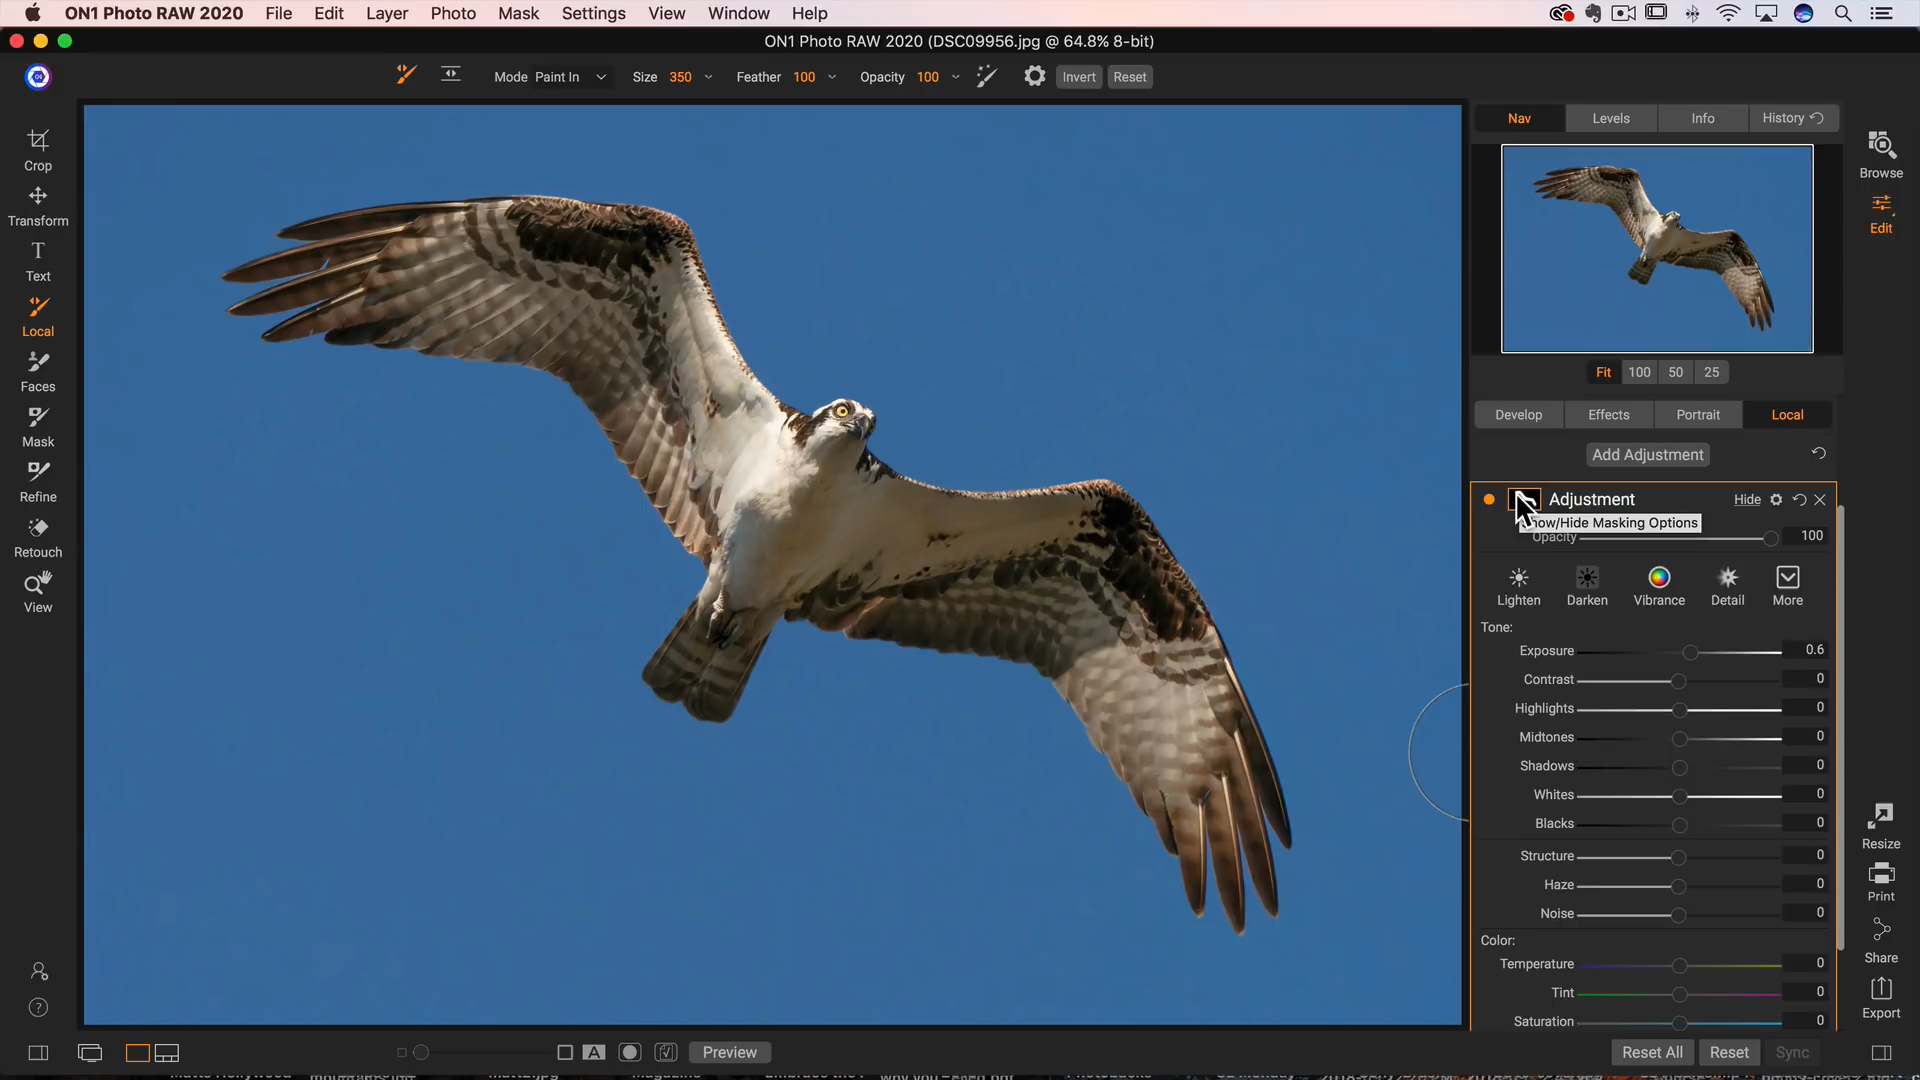 ON1 Photo RAW 2020 File Edit Layer Photo Mask Settings View Window Help
ON1 Photo RAW 2020 (DSC09956.jpg @ 64.8% 8-bit)
Mode Paint In Size 350 Feather 100 Opacity 100 Invert Reset
Crop
Transform
Text
Local
Faces
Mask
Refine
Retouch
View
Nav Levels Info History
Fit 100 50 25
Develop Effects Portrait Local
Add Adjustment
Adjustment Hide
Show/Hide Masking Options
Opacity 100
Lighten Darken Vibrance Detail More
Tone:
Exposure 0.6
Contrast 0
Highlights 0
Midtones 0
Shadows 0
Whites 0
Blacks 0
Structure 0
Haze 0
Noise 0
Color:
Temperature 0
Tint 0
Saturation 0
Browse
Edit
Resize
Print
Share
Export
A Preview Reset All Reset Sync